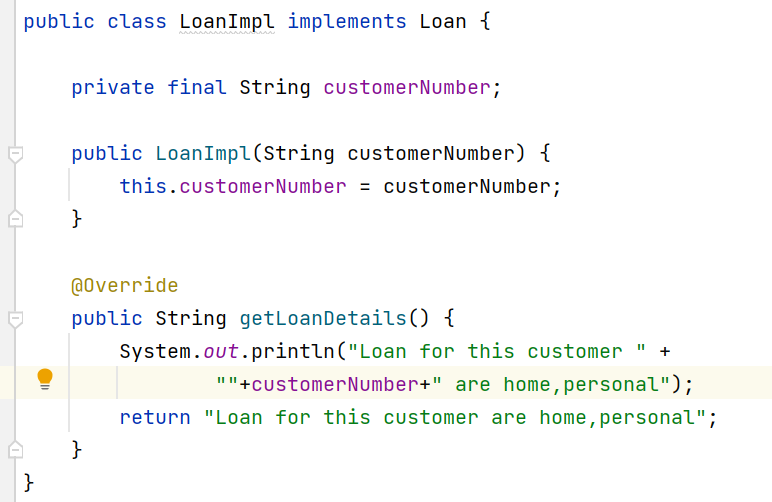 public class LoanImpl implements Loan {
private final String customerNumber;
public LoanImpl(String customerNumber) {
this.customerNumber = customerNumber;
}
@Override
public String getLoanDetails() {
System.out.println("Loan for this customer " +
""+customerNumber+" are home,personal");
return "Loan for this customer are home,personal";
}
}